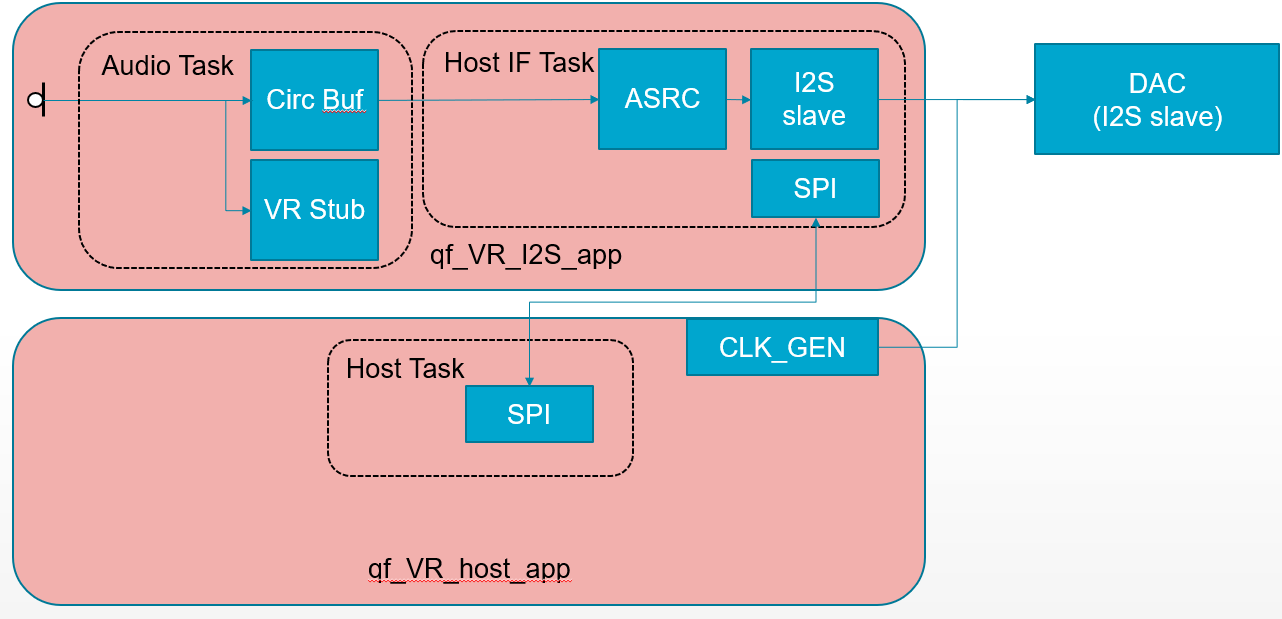 Audio Task
Circ Buf
VR Stub
Host IF Task
ASRC
I2S
slave
SPI
qf_VR_I2S_app
DAC
(I2S slave)
CLK_GEN
Host Task
SPI
qf_VR_host_app